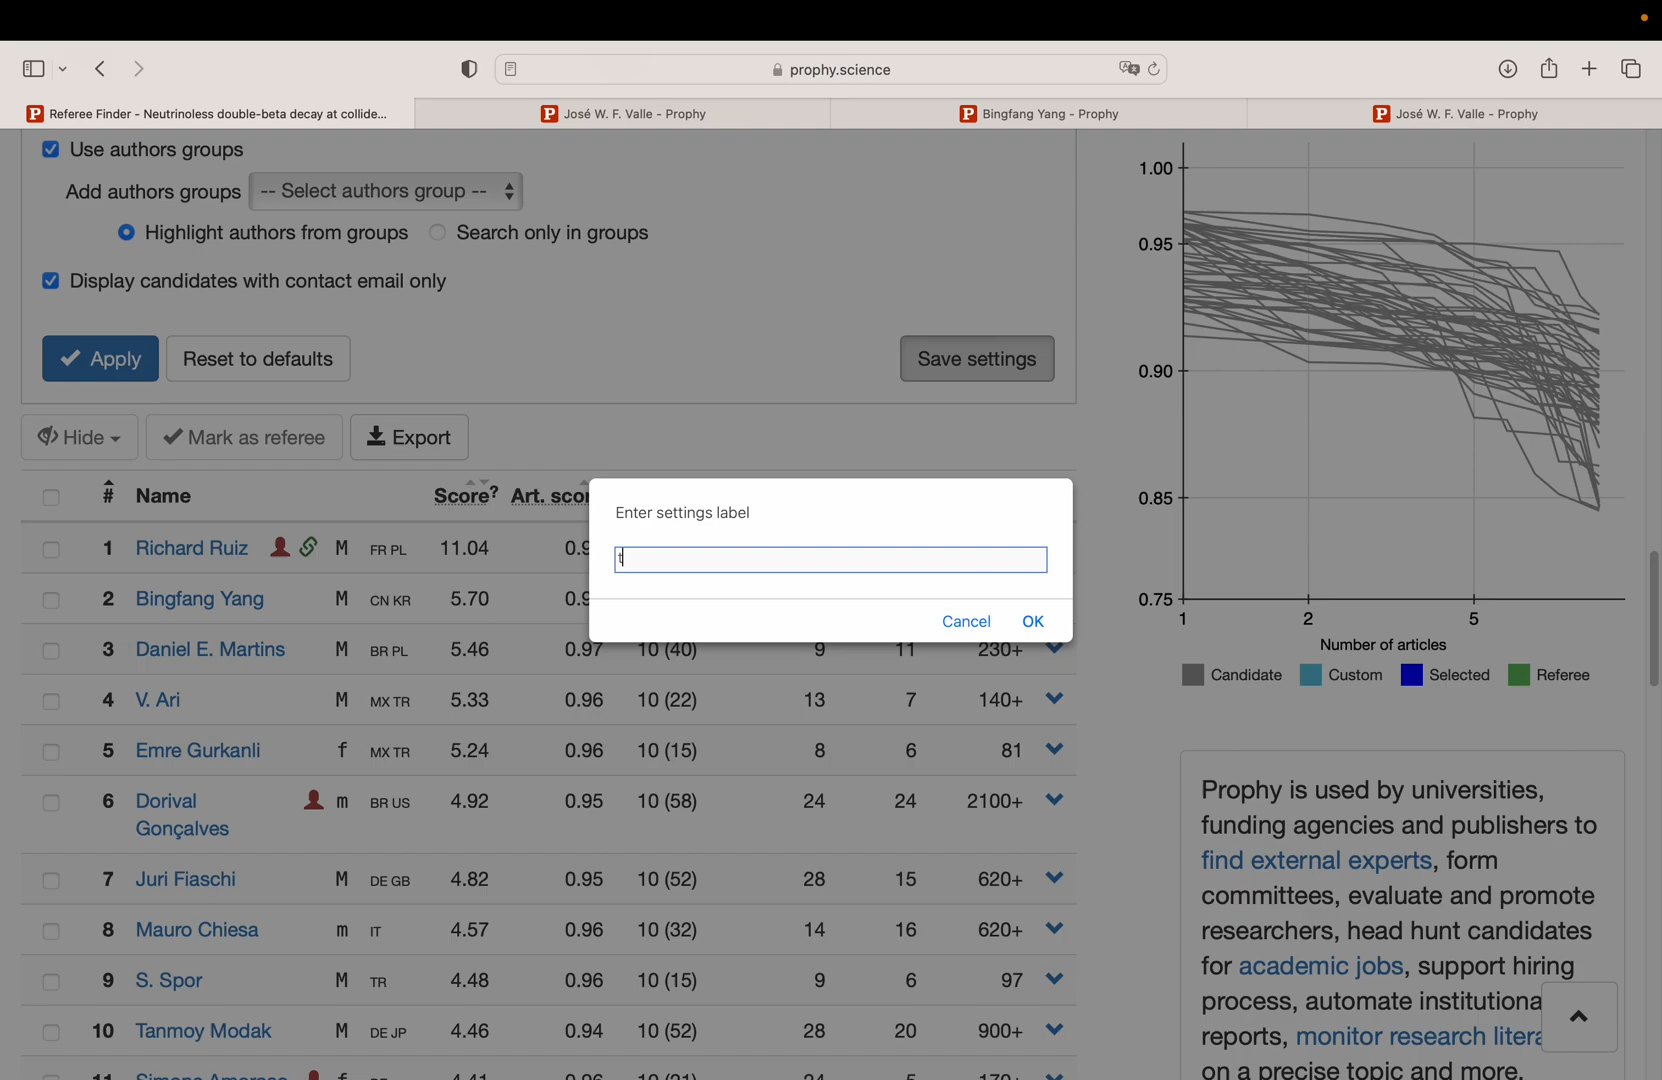 prophy.science
Referee Finder - Neutrinoless double-beta decay at collide...
José W. F. Valle - Prophy
Bingfang Yang - Prophy
José W. F. Valle - Prophy
Use authors groups
Add authors groups -- Select authors group --
Highlight authors from groups Search only in groups
Display candidates with contact email only
Apply Reset to defaults Save settings
Hide Mark as referee Export
# Name Score? Art. scor
1 Richard Ruiz M FR PL 11.04 0.9
2 Bingfang Yang M CN KR 5.70 0.9
3 Daniel E. Martins M BR PL 5.46 0.97 10 (40) 9 11 230+
4 V. Ari M MX TR 5.33 0.96 10 (22) 13 7 140+
5 Emre Gurkanli f MX TR 5.24 0.96 10 (15) 8 6 81
6 Dorival m BR US 4.92 0.95 10 (58) 24 24 2100+
Gonçalves
7 Juri Fiaschi M DE GB 4.82 0.95 10 (52) 28 15 620+
8 Mauro Chiesa m IT 4.57 0.96 10 (32) 14 16 620+
9 S. Spor M TR 4.48 0.96 10 (15) 9 6 97
10 Tanmoy Modak M DE JP 4.46 0.94 10 (52) 28 20 900+
Enter settings label
t
Cancel OK
1.00
0.95
0.90
0.85
0.75
1 2 5
Number of articles
Candidate Custom Selected Referee
Prophy is used by universities,
funding agencies and publishers to
find external experts, form
committees, evaluate and promote
researchers, head hunt candidates
for academic jobs, support hiring
process, automate institutiona
reports, monitor research litera
on a precise topic and more.